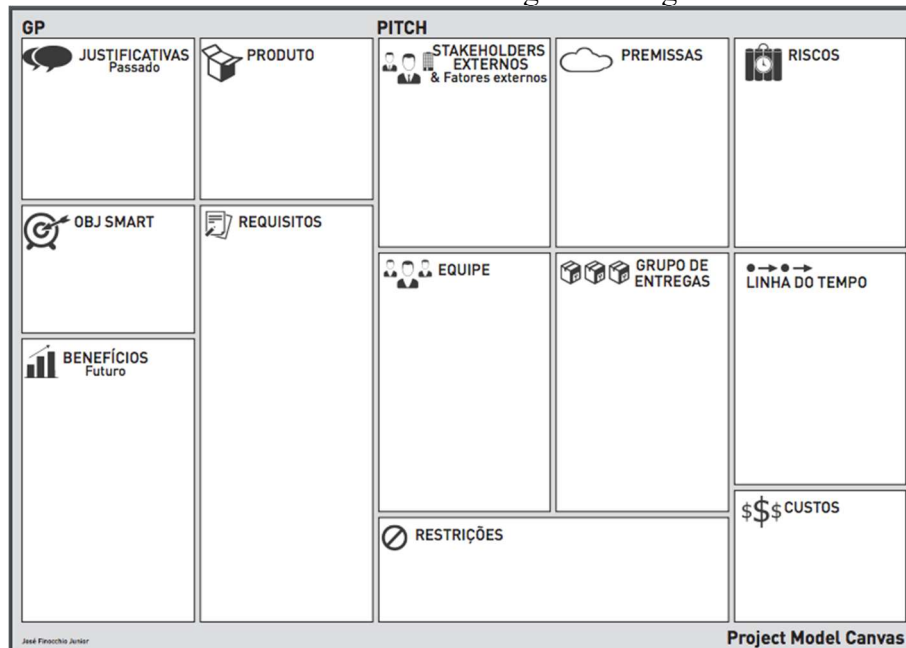 GP
PITCH
JUSTIFICATIVAS
Passado
PRODUTO
STAKEHOLDERS
EXTERNOS
& Fatores externos
PREMISSAS
RISCOS
OBJ SMART
REQUISITOS
EQUIPE
GRUPO DE
ENTREGAS
LINHA DO TEMPO
BENEFÍCIOS
Futuro
$$$ CUSTOS
RESTRIÇÕES
José Finocchio Junior
Project Model Canvas